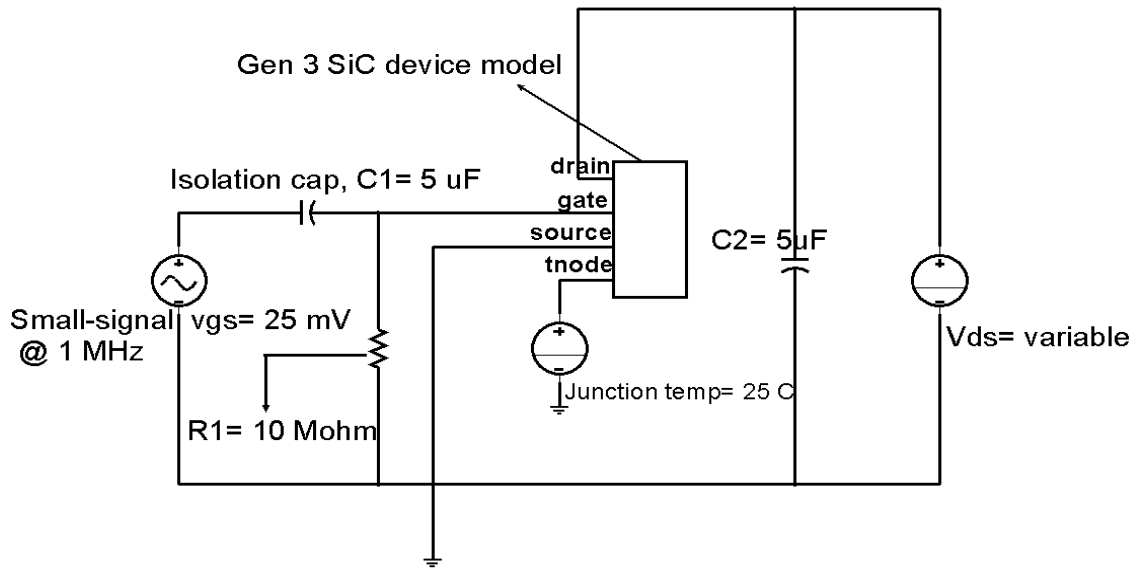 Gen 3 SiC device model
drain
Isolation cap, C1= 5 uF
gate
source
C2= 5µF
tnode
Small-signal vgs= 25 mV
@ 1 MHz
Vds= variable
Junction temp= 25 C
R1= 10 Mohm